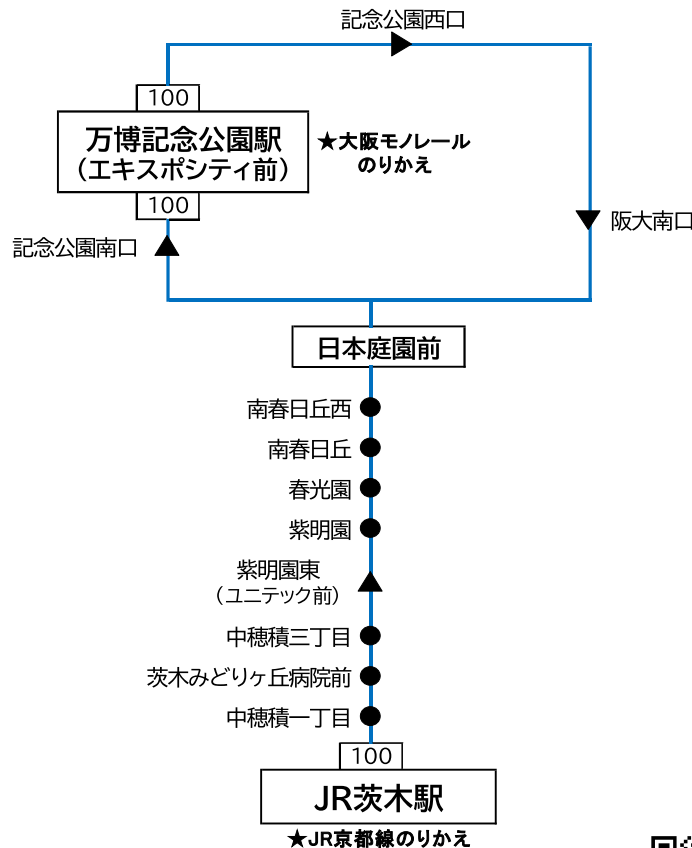 記念公園西口
100
万博記念公園駅
（エキスポシティ前）
★大阪モノレール
のりかえ
100
記念公園南口
阪大南口
日本庭園前
南春日丘西
南春日丘
春光園
紫明園
紫明園東
（ユニテック前）
中穂積三丁目
茨木みどりヶ丘病院前
中穂積一丁目
100
JR茨木駅
★JR京都線のりかえ